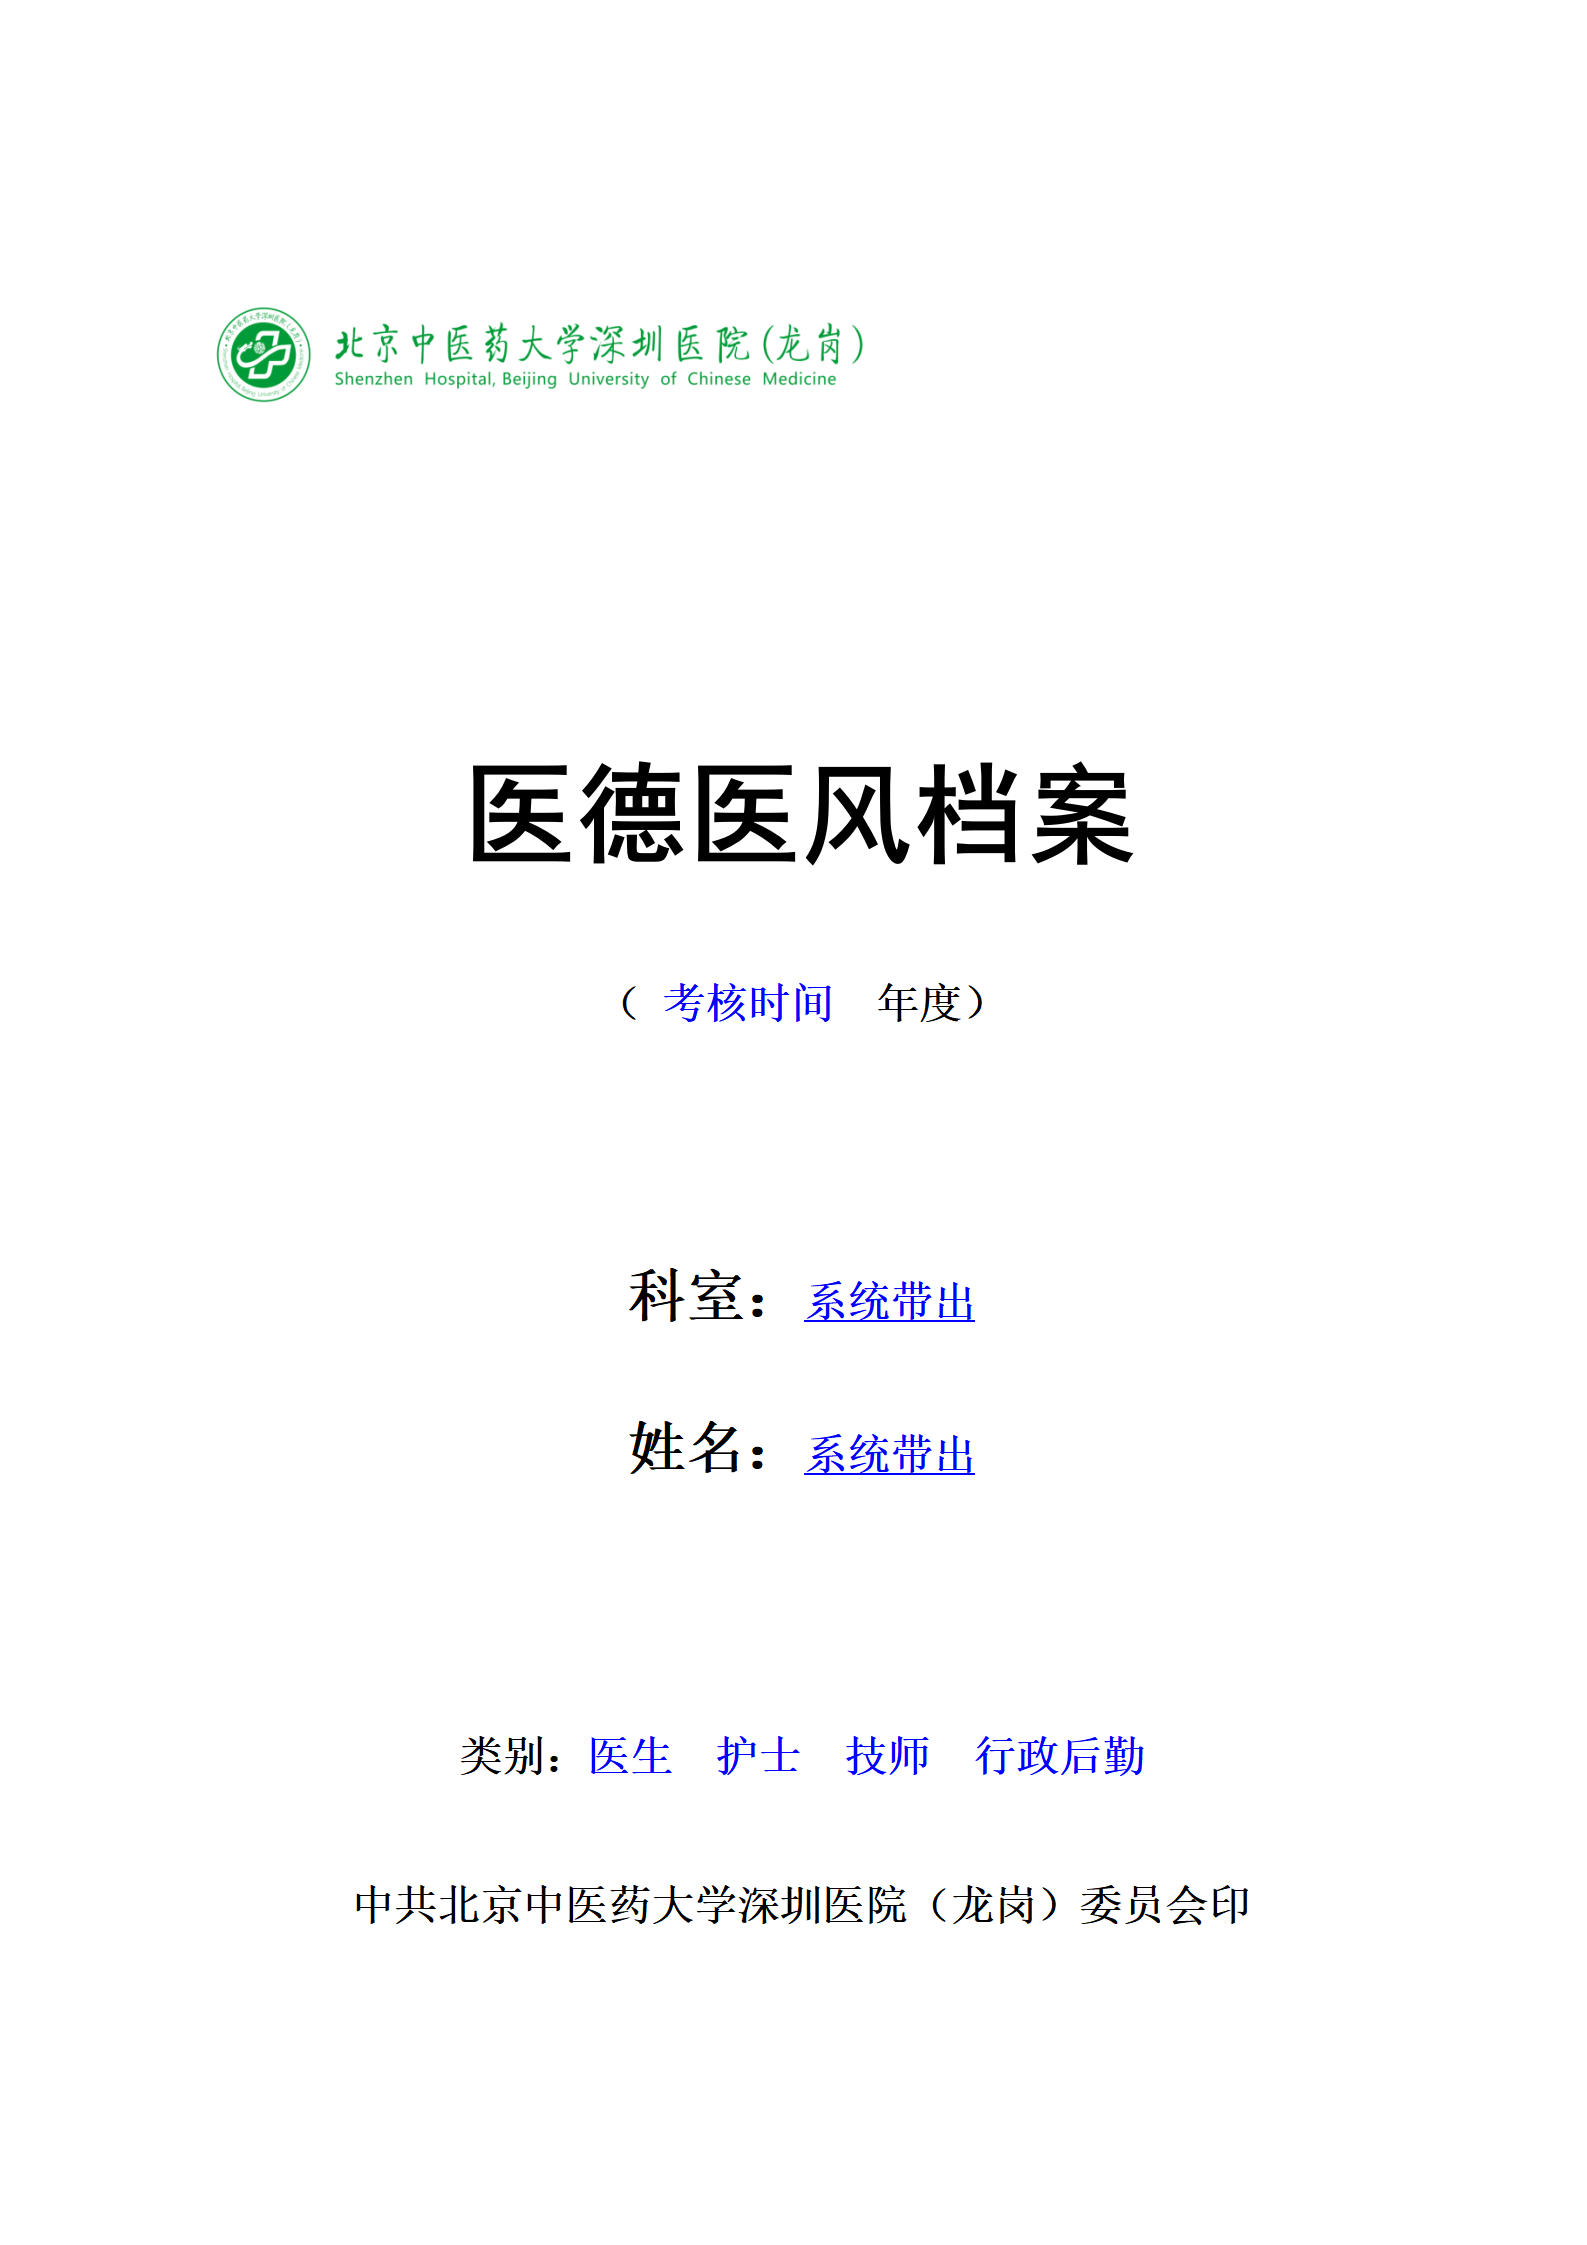 北京中医药大学深圳医院(龙岗)
Shenzhen Hospital, Beijing University of Chinese Medicine
医德医风档案
（ 考核时间 年度）
科室：系统带出
姓名：系统带出
类别：医生 护士 技师 行政后勤
中共北京中医药大学深圳医院（龙岗）委员会印